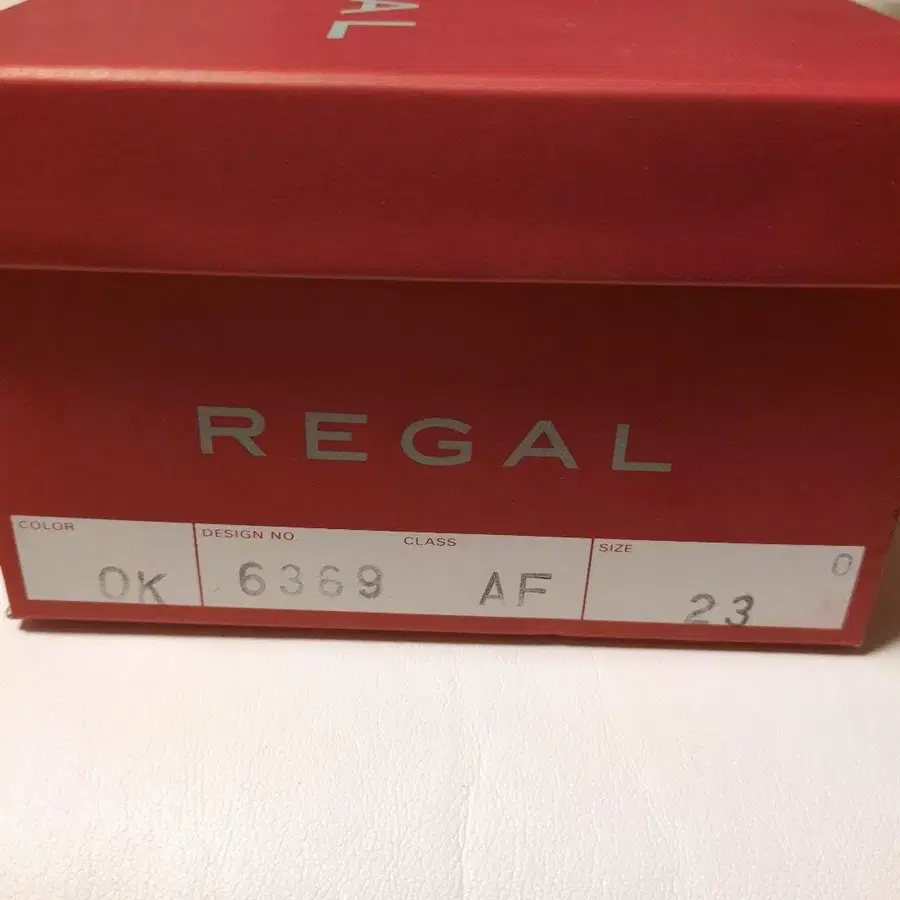 AL
REGAL
COLOR DESIGN NO. CLASS SIZE 0
OK 6369 AF 23